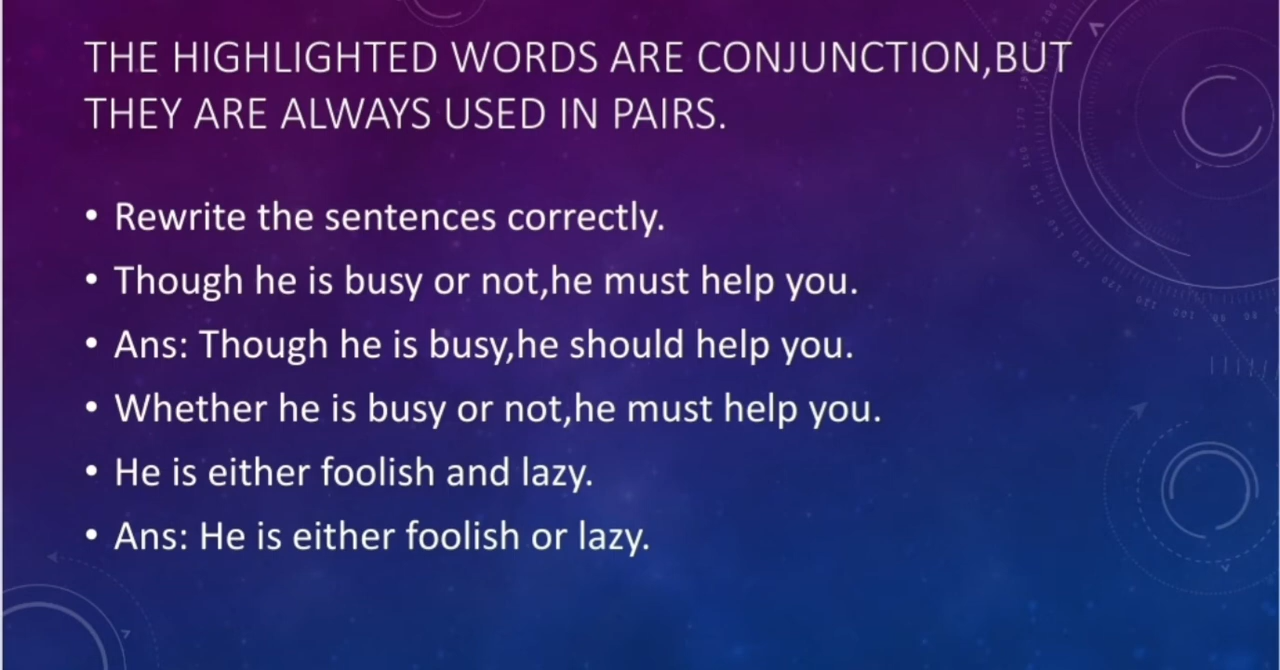 THE HIGHLIGHTED WORDS ARE CONJUNCTION,BUT
THEY ARE ALWAYS USED IN PAIRS.
• Rewrite the sentences correctly.
• Though he is busy or not,he must help you.
• Ans: Though he is busy,he should help you.
• Whether he is busy or not,he must help you.
• He is either foolish and lazy.
• Ans: He is either foolish or lazy.